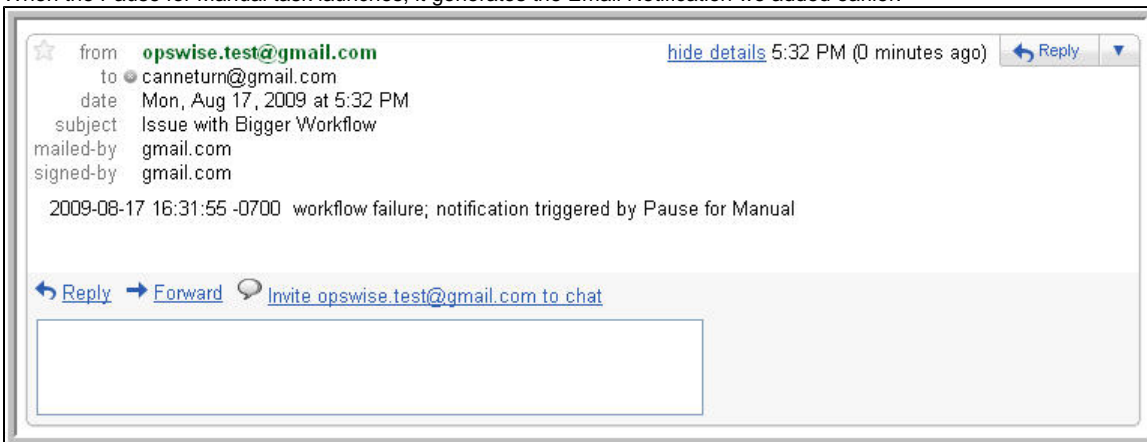 When the Pause for Manual task launches, it generates the Email Notification we added earlier.
from opswise.test@gmail.com hide details 5:32 PM (0 minutes ago) Reply
to canneturn@gmail.com
date Mon, Aug 17, 2009 at 5:32 PM
subject Issue with Bigger Workflow
mailed-by gmail.com
signed-by gmail.com
2009-08-17 16:31:55 -0700 workflow failure; notification triggered by Pause for Manual
Reply Forward Invite opswise.test@gmail.com to chat